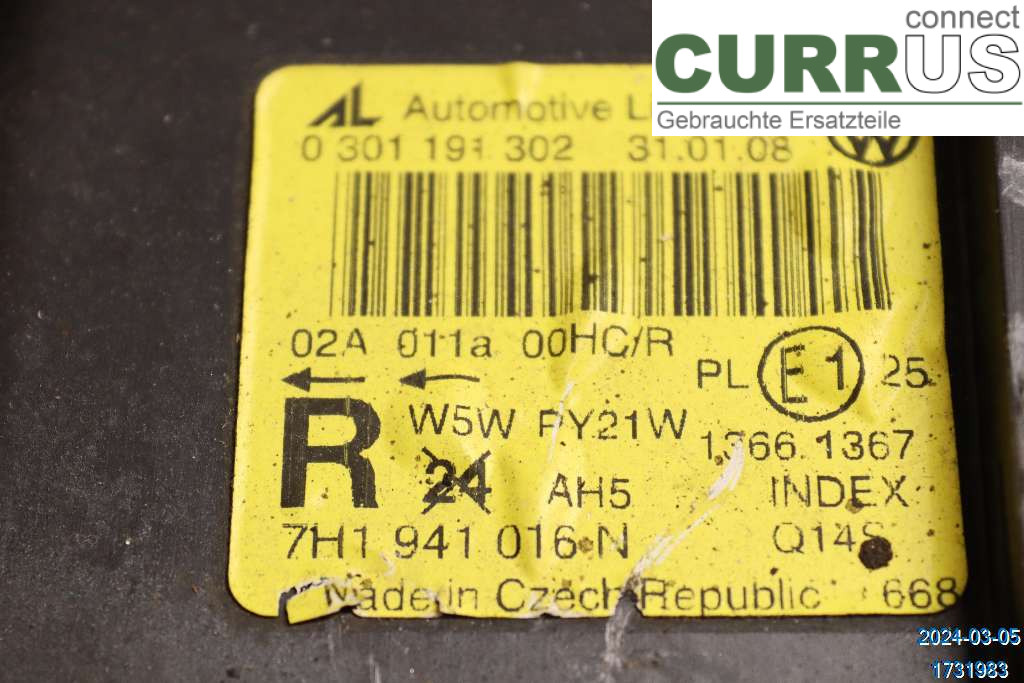 connect
CURRUS
Gebrauchte Ersatzteile
AL Automotive
0 301 191 302 31.01.08
02A 011a 00HC/R
PL E1 25
R W5W PY21W
1366 1367
24 AH5 INDEX
7H1 941 016 N Q14S
Made in Czech Republic 668
2024-03-05
1731983